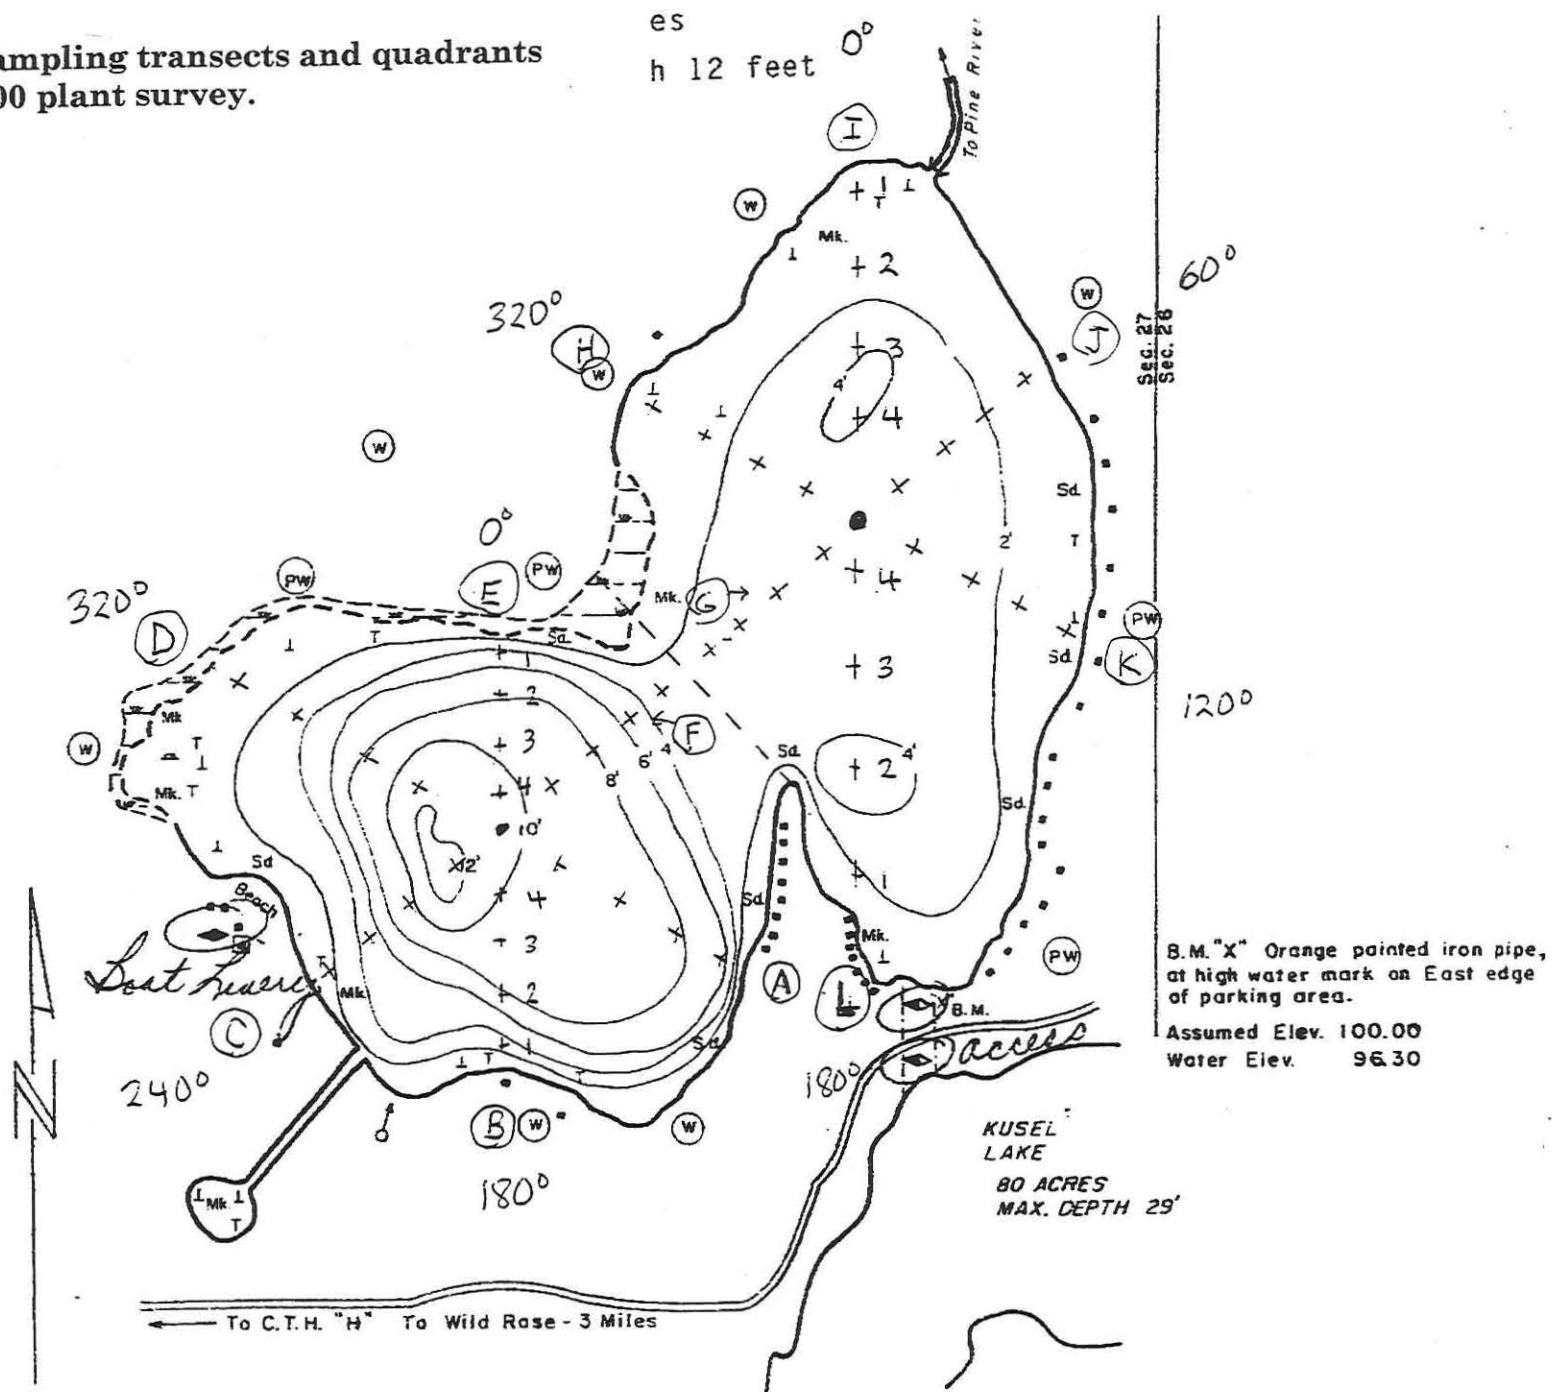 ampling transects and quadrants
00 plant survey.
es
h 12 feet
0°
I
To Pine River
W
T
Mk.
2
60°
W
320°
H
W
3
J
Sec. 27
Sec. 26
4'
4
W
Sd.
0°
2'
T
PW
E
PW
4
320°
Mk.
G
PW
D
T
Sd.
1
3
Sd.
K
2
120°
Mk.
F
W
T
3
4
6'
Sd.
2
4'
Mk. T
4
8'
Sd.
10'
Sd
12'
1
Beach
4
Sd.
3
Mk.
PW
Boat Livery
T
A
L
B.M. "X" Orange painted iron pipe,
at high water mark on East edge
of parking area.
Mk.
2
B.M.
C
1
Sd.
access
Assumed Elev. 100.00
Water Elev. 96.30
T
T
240°
180°
B
W
W
KUSEL
LAKE
180°
80 ACRES
MAX. DEPTH 29'
Mk.
T
N
To C.T.H. "H" To Wild Rose - 3 Miles